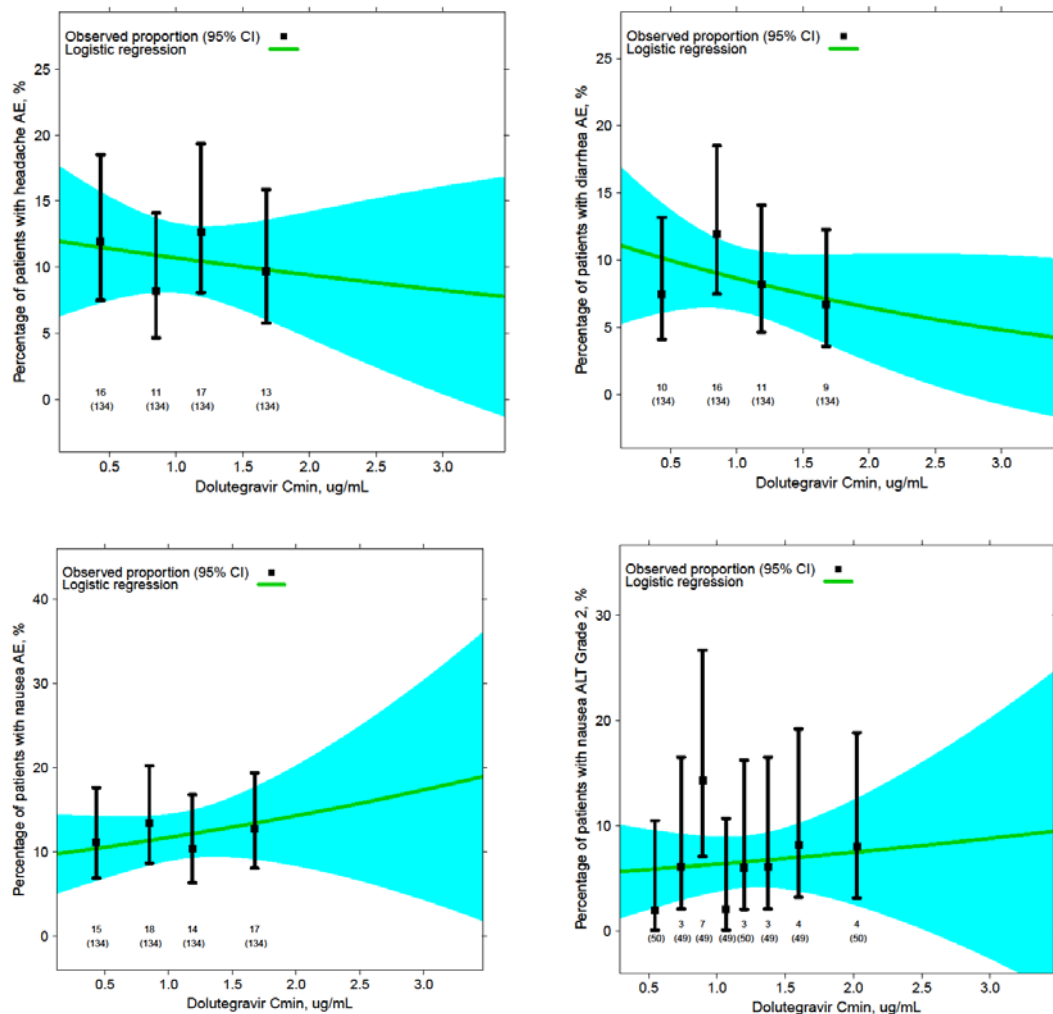 Observed proportion (95% CI)
Logistic regression
Percentage of patients with headache AE, %
25
20
15
10
5
0
16 11 17 13
(134) (134) (134) (134)
0.5 1.0 1.5 2.0 2.5 3.0
Dolutegravir Cmin, ug/mL
Observed proportion (95% CI)
Logistic regression
Percentage of patients with diarrhea AE, %
25
20
15
10
5
0
10 16 11 9
(134) (134) (134) (134)
0.5 1.0 1.5 2.0 2.5 3.0
Dolutegravir Cmin, ug/mL
Observed proportion (95% CI)
Logistic regression
Percentage of patients with nausea AE, %
40
30
20
10
0
15 18 14 17
(134) (134) (134) (134)
0.5 1.0 1.5 2.0 2.5 3.0
Dolutegravir Cmin, ug/mL
Observed proportion (95% CI)
Logistic regression
Percentage of patients with nausea ALT Grade 2, %
30
20
10
0
3 7 3 3 4 4
(50) (49) (49) (49) (50) (49) (49) (50)
0.5 1.0 1.5 2.0 2.5 3.0
Dolutegravir Cmin, ug/mL